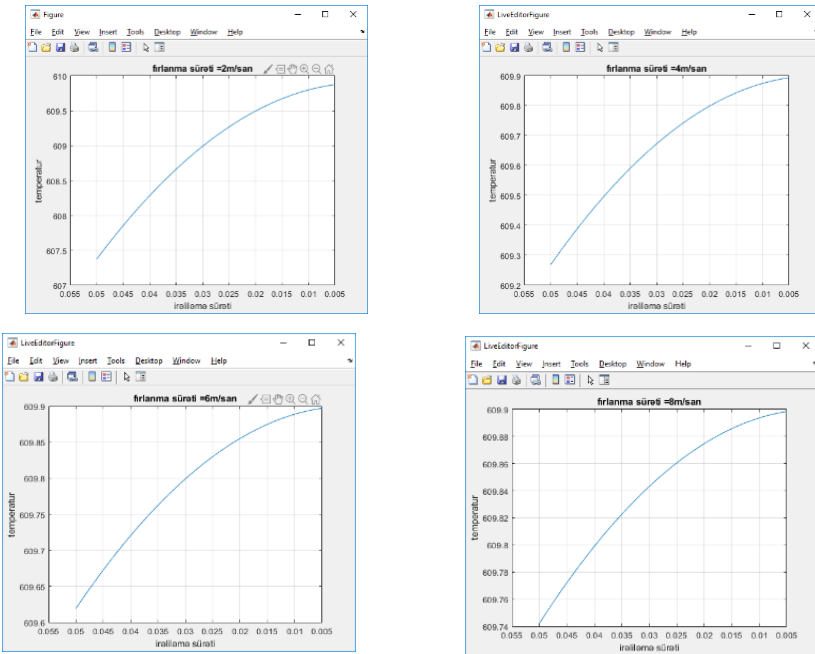 Figure
File Edit View Insert Tools Desktop Window Help
fırlanma sürəti =2m/san
610
609.5
609
608.5
608
607.5
607
temperatur
0.055 0.05 0.045 0.04 0.035 0.03 0.025 0.02 0.015 0.01 0.005
irəliləmə sürəti
LiveEditorFigure
File Edit View Insert Tools Desktop Window Help
fırlanma sürəti =4m/san
609.9
609.8
609.7
609.6
609.5
609.4
609.3
609.2
temperatur
0.055 0.05 0.045 0.04 0.035 0.03 0.025 0.02 0.015 0.01 0.005
irəliləmə sürəti
LiveEditorFigure
File Edit View Insert Tools Desktop Window Help
fırlanma sürəti =6m/san
609.9
609.85
609.8
609.75
609.7
609.65
609.6
temperatur
0.055 0.05 0.045 0.04 0.035 0.03 0.025 0.02 0.015 0.01 0.005
irəliləmə sürəti
LiveEditorFigure
File Edit View Insert Tools Desktop Window Help
fırlanma sürəti =8m/san
609.9
609.88
609.86
609.84
609.82
609.8
609.78
609.76
609.74
temperatur
0.055 0.05 0.045 0.04 0.035 0.03 0.025 0.02 0.015 0.01 0.005
irəliləmə sürəti